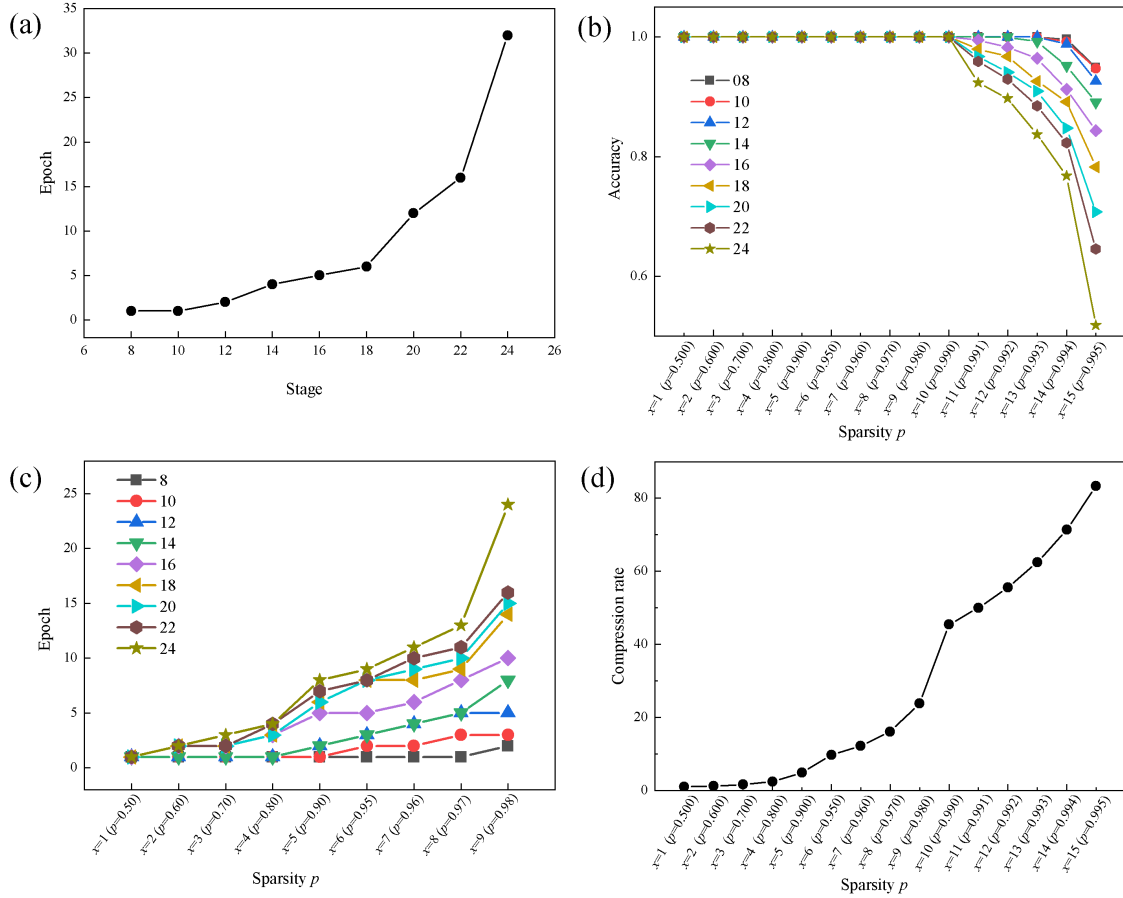 (a)
35
30
25
20
15
10
5
0
Epoch
6
8
10
12
14
16
18
20
22
24
26
Stage
(b)
1.0
0.8
0.6
Accuracy
08
10
12
14
16
18
20
22
24
x=1 (p=0.500)
x=2 (p=0.600)
x=3 (p=0.700)
x=4 (p=0.800)
x=5 (p=0.900)
x=6 (p=0.950)
x=7 (p=0.960)
x=8 (p=0.970)
x=9 (p=0.980)
x=10 (p=0.990)
x=11 (p=0.991)
x=12 (p=0.992)
x=13 (p=0.993)
x=14 (p=0.994)
x=15 (p=0.995)
Sparsity p
(c)
25
20
15
10
5
0
Epoch
8
10
12
14
16
18
20
22
24
x=1 (p=0.50)
x=2 (p=0.60)
x=3 (p=0.70)
x=4 (p=0.80)
x=5 (p=0.90)
x=6 (p=0.95)
x=7 (p=0.96)
x=8 (p=0.97)
x=9 (p=0.98)
Sparsity p
(d)
80
60
40
20
0
Compression rate
x=1 (p=0.500)
x=2 (p=0.600)
x=3 (p=0.700)
x=4 (p=0.800)
x=5 (p=0.900)
x=6 (p=0.950)
x=7 (p=0.960)
x=8 (p=0.970)
x=9 (p=0.980)
x=10 (p=0.990)
x=11 (p=0.991)
x=12 (p=0.992)
x=13 (p=0.993)
x=14 (p=0.994)
x=15 (p=0.995)
Sparsity p